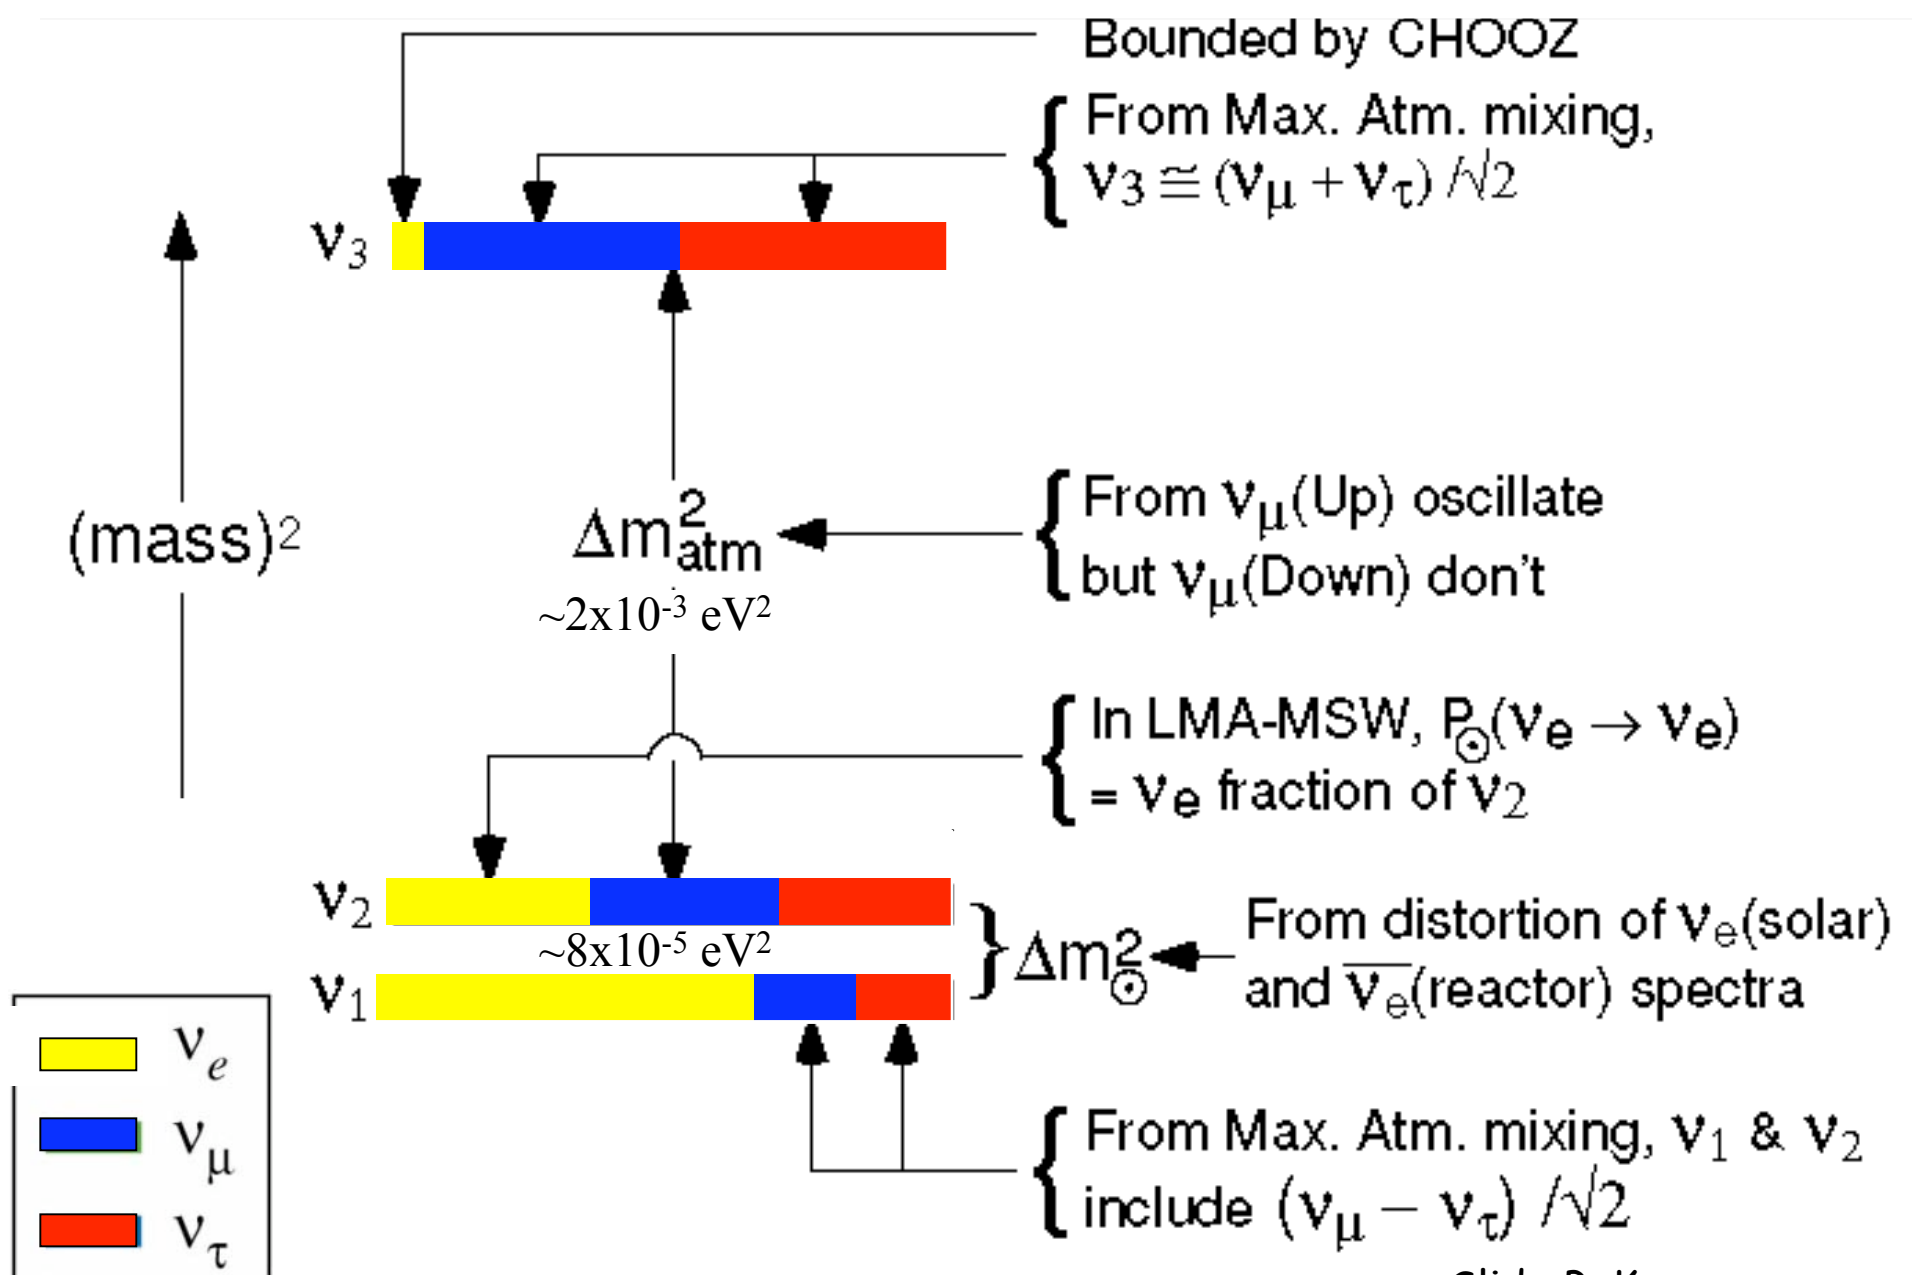 Bounded by CHOOZ
From Max. Atm. mixing,
ν3 ≅ (νμ + ντ) /√2
ν3
(mass)2
Δm2atm
~2x10-3 eV2
From νμ(Up) oscillate
but νμ(Down) don't
In LMA-MSW, P⊙(νe → νe)
= νe fraction of ν2
ν2
~8x10-5 eV2
ν1
Δm2⊙
From distortion of νe(solar)
and ν̅e(reactor) spectra
νe
νμ
ντ
From Max. Atm. mixing, ν1 & ν2
include (νμ − ντ) /√2